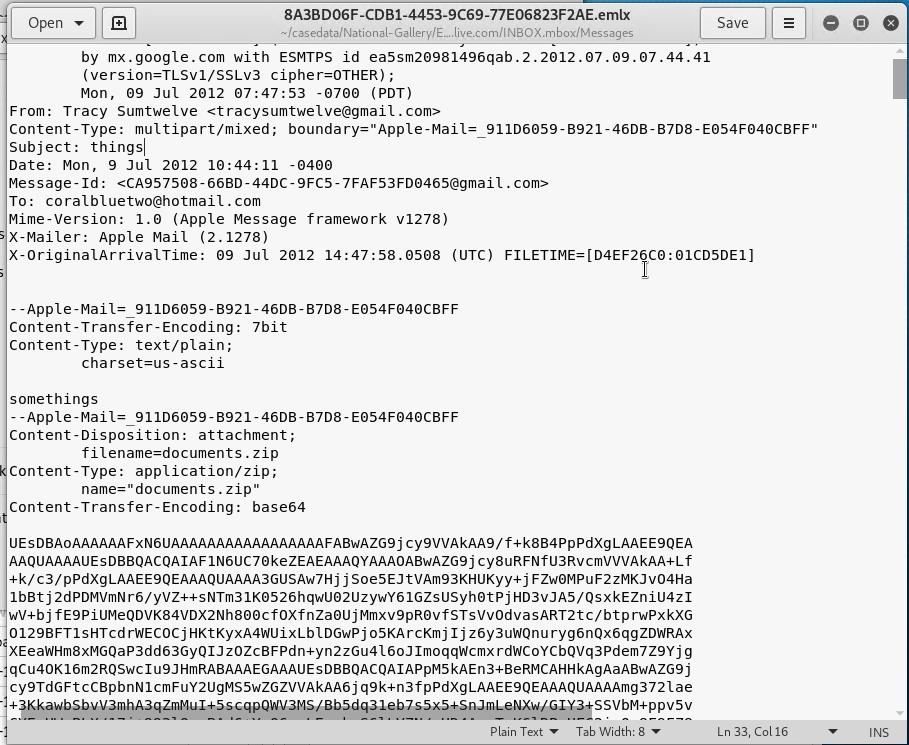 Open
8A3BD06F-CDB1-4453-9C69-77E06823F2AE.emlx
~/casedata/National-Gallery/E....live.com/INBOX.mbox/Messages
Save
by mx.google.com with ESMTPS id ea5sm20981496qab.2.2012.07.09.07.44.41
(version=TLSv1/SSLv3 cipher=OTHER);
Mon, 09 Jul 2012 07:47:53 -0700 (PDT)
From: Tracy Sumtwelve <tracysumtwelve@gmail.com>
Content-Type: multipart/mixed; boundary="Apple-Mail=_911D6059-B921-46DB-B7D8-E054F040CBFF"
Subject: things
Date: Mon, 9 Jul 2012 10:44:11 -0400
Message-Id: <CA957508-66BD-44DC-9FC5-7FAF53FD0465@gmail.com>
To: coralbluetwo@hotmail.com
Mime-Version: 1.0 (Apple Message framework v1278)
X-Mailer: Apple Mail (2.1278)
X-OriginalArrivalTime: 09 Jul 2012 14:47:58.0508 (UTC) FILETIME=[D4EF26C0:01CD5DE1]
--Apple-Mail=_911D6059-B921-46DB-B7D8-E054F040CBFF
Content-Transfer-Encoding: 7bit
Content-Type: text/plain;
charset=us-ascii
somethings
--Apple-Mail=_911D6059-B921-46DB-B7D8-E054F040CBFF
Content-Disposition: attachment;
filename=documents.zip
Content-Type: application/zip;
name="documents.zip"
Content-Transfer-Encoding: base64
UEsDBAoAAAAAAFxN6UAAAAAAAAAAAAAAAAAFABwAZG9jcy9VVAkAA9/f+k8B4PpPdXgLAAEE9QEA
AAQUAAAAUEsDBBQACAAIAF1N6UC70keZEAEAAAQYAAAOABwAZG9jcy8uRFNfU3RvcmVVVAkAA+Lf
+k/c3/pPdXgLAAEE9QEAAAQUAAAA3GUSAw7HjjSoe5EJtVAm93KHUKyy+jFZw0MPuF2zMKJvO4Ha
1bBtj2dPDMVmNr6/yVZ++sNTm31K0526hqwU02UzywY61GZsUSyh0tPjHD3vJA5/QsxkEZniU4zI
wV+bjfE9PiUMeQDVK84VDX2Nh800cfOXfnZa0UjMmxv9pR0vfSTsVvOdvasART2tc/btprwPxkXG
O129BFT1sHTcdrWECOCjHKtKyxA4WUixLblDGwPjo5KArcKmjIjz6y3uWQnuryg6nQx6qgZDWRAx
XEeaWHm8xMGQaP3dd63GyQIJzOZcBFPdn+yn2zGu4l6oJImoqqWcmxrdWCoYCbQVq3Pdem7Z9Yjg
qCu4OK16m2RQSwcIu9JHmRABAAAEGAAAUEsDBBQACAAIAPpM5kAEn3+BeRMCAHHkAgAaABwAZG9j
cy9TdGFtcCBpbnN1cmFuY2UgMS5wZGZVVAkAA6jq9k+n3fpPdXgLAAEE9QEAAAQUAAAAmg372lae
+3KkawbSbvV3mhA3qZmMuI+5scqpQWV3MS/Bb5dq31eb7s5x5+SnJmLeNXw/GIY3+SSVbM+ppv5v
Plain Text
Tab Width: 8
Ln 33, Col 16
INS